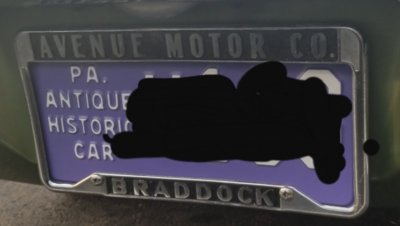 AVENUE MOTOR CO.
PA.
ANTIQUE
HISTORIC
CAR
BRADDOCK